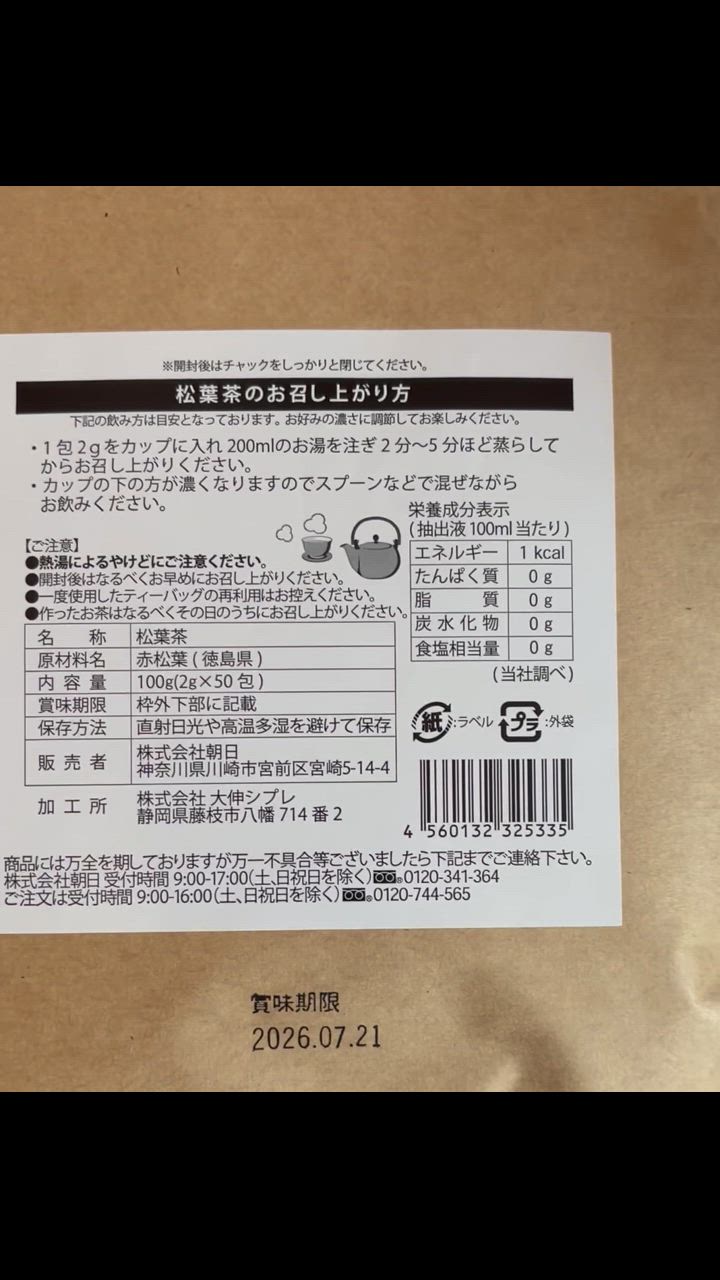 ※開封後はチャックをしっかりと閉じてください。
松葉茶のお召し上がり方
下記の飲み方は目安となっております。お好みの濃さに調節してお楽しみください。
・1包2gをカップに入れ 200mlのお湯を注ぎ2分～5分ほど蒸らして
からお召し上がりください。
・カップの下の方が濃くなりますのでスプーンなどで混ぜながら
お飲みください。
【ご注意】
●熱湯によるやけどにご注意ください。
●開封後はなるべくお早めにお召し上がりください。
●一度使用したティーバッグの再利用はお控えください。
●作ったお茶はなるべくその日のうちにお召し上がりください。
栄養成分表示
(抽出液100ml当たり)
エネルギー 1 kcal
たんぱく質 0 g
脂 質 0 g
炭水化物 0 g
食塩相当量 0 g
(当社調べ)
名 称 松葉茶
原材料名 赤松葉(徳島県)
内容量 100g(2g×50包)
賞味期限 枠外下部に記載
保存方法 直射日光や高温多湿を避けて保存
販売者 株式会社朝日
神奈川県川崎市宮前区宮崎5-14-4
加工所 株式会社 大伸シプレ
静岡県藤枝市八幡714番2
紙:ラベル プラ:外袋
4 560132 325335
商品には万全を期しておりますが万一不具合等ございましたら下記までご連絡下さい。
株式会社朝日 受付時間 9:00-17:00(土、日祝日を除く)0120-341-364
ご注文は受付時間 9:00-16:00(土、日祝日を除く)0120-744-565
賞味期限
2026.07.21